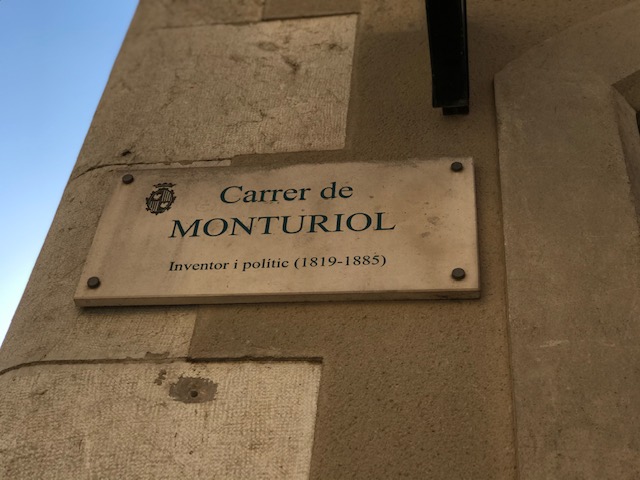 Carrer de
MONTURIOL
Inventor i polític (1819-1885)